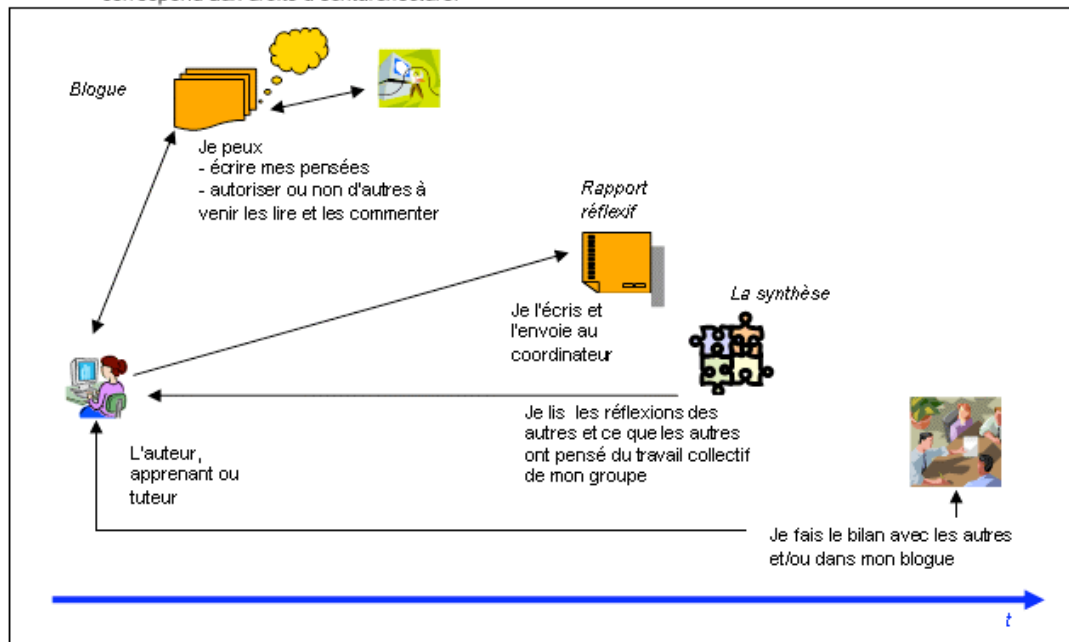 Blogue
Je peux
- écrire mes pensées
- autoriser ou non d'autres à
venir les lire et les commenter
Rapport
réflexif
Je l'écris et
l'envoie au
coordinateur
La synthèse
Je lis les réflexions des
autres et ce que les autres
ont pensé du travail collectif
de mon groupe
L'auteur,
apprenant ou
tuteur
Je fais le bilan avec les autres
et/ou dans mon blogue
t